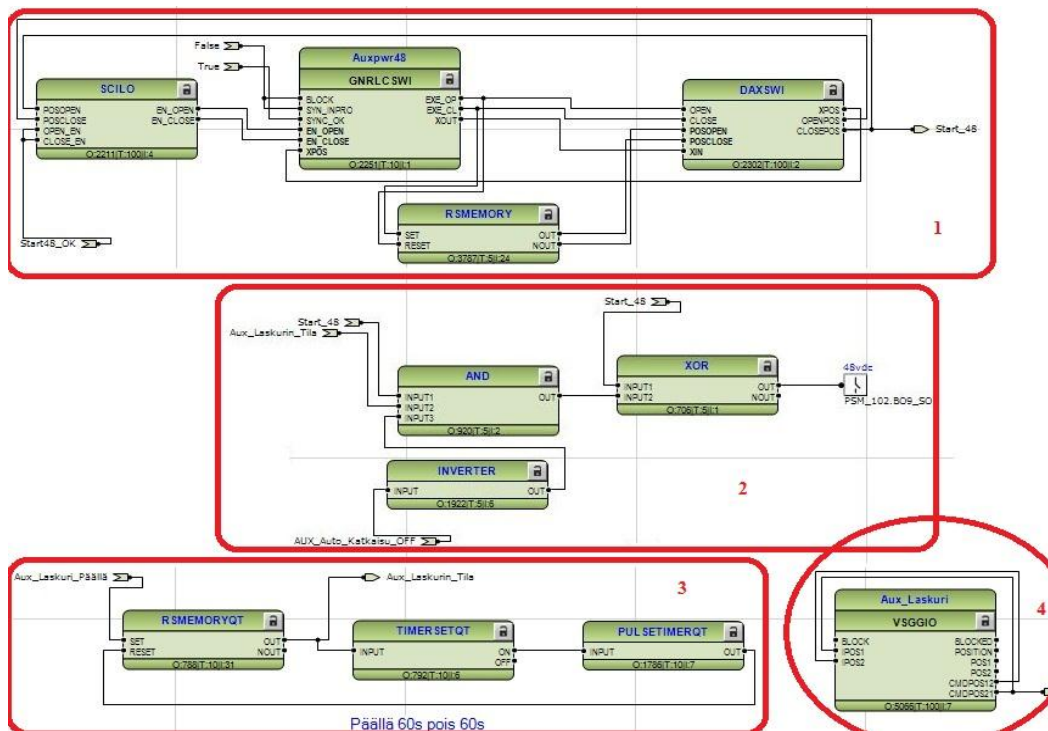 False
True
Auxpwr48
SCILO
GNRLCSWI
DAXSWI
POSOPEN EN_OPEN
POSCLOSE EN_CLOSE
OPEN_EN
CLOSE_EN
O:2211|T:100|I:4
BLOCK EXE_OP
SYN_INPRO EXE_CL
SYNC_OK XOUT
EN_OPEN
EN_CLOSE
XPOS
O:2251|T:10|I:1
OPEN XPOS
CLOSE OPENPOS
POSOPEN CLOSEPOS
POSCLOSE
XIN
O:2302|T:100|I:2
Start_48
RSMEMORY
SET OUT
RESET NOUT
O:3787|T:5|I:24
Start48_OK
1
Start_48
Start_48
Aux_Laskurin_Tila
AND
INPUT1 OUT
INPUT2
INPUT3
O:920|T:5|I:2
XOR
INPUT1 OUT
INPUT2 NOUT
O:706|T:5|I:1
48vdc
PSM_102.BO9_SO
INVERTER
INPUT OUT
O:1922|T:5|I:6
AUX_Auto_Katkaisu_OFF
2
Aux_Laskuri_Päällä
Aux_Laskurin_Tila
3
RSMEMORYQT
SET OUT
RESET NOUT
O:788|T:10|I:31
TIMERSETQT
INPUT ON
OFF
O:792|T:10|I:6
PULSETIMERQT
INPUT OUT
O:1786|T:10|I:7
Päällä 60s pois 60s
Aux_Laskuri
VSGGIO
BLOCK BLOCKED
IPOS1 POSITION
IPOS2 POS1
POS2
CMDPOS12
CMDPOS21
O:5066|T:100|I:7
4